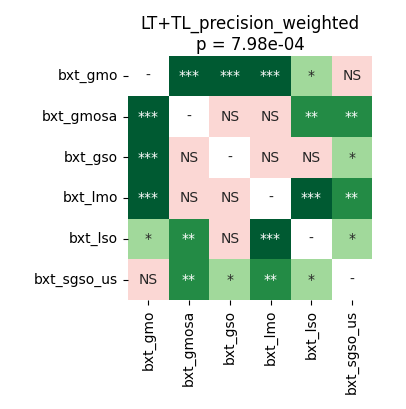 LT+TL_precision_weighted
p = 7.98e-04
bxt_gmo - *** *** *** * NS
bxt_gmosa *** - NS NS ** **
bxt_gso *** NS - NS NS *
bxt_lmo *** NS NS - *** **
bxt_lso * ** NS *** - *
bxt_sgso_us NS ** * ** * -
bxt_gmo
bxt_gmosa
bxt_gso
bxt_lmo
bxt_lso
bxt_sgso_us